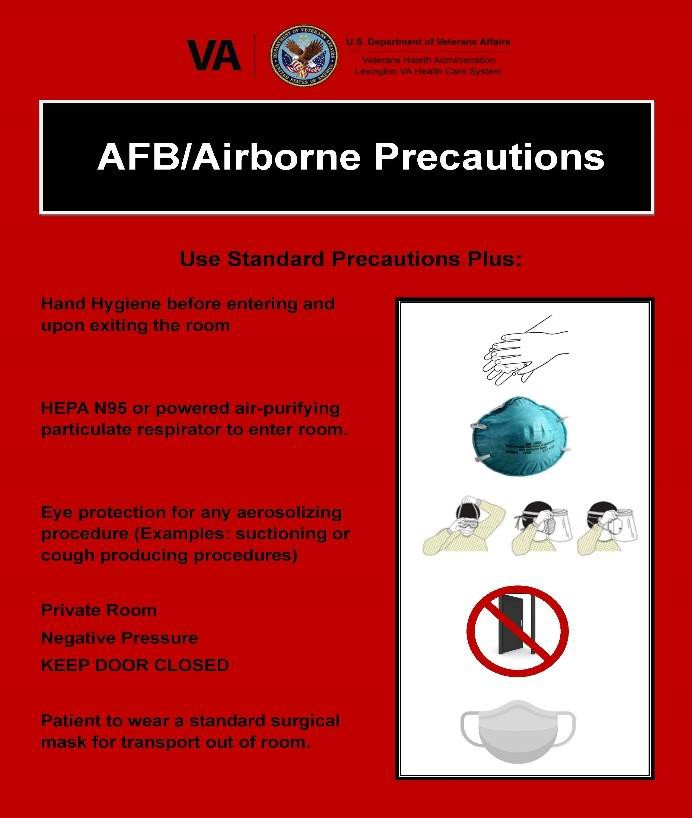 VA
U.S. Department of Veterans Affairs
Veterans Health Administration
Lexington VA Health Care System
AFB/Airborne Precautions
Use Standard Precautions Plus:
Hand Hygiene before entering and
upon exiting the room
HEPA N95 or powered air-purifying
particulate respirator to enter room.
Eye protection for any aerosolizing
procedure (Examples: suctioning or
cough producing procedures)
Private Room
Negative Pressure
KEEP DOOR CLOSED
Patient to wear a standard surgical
mask for transport out of room.